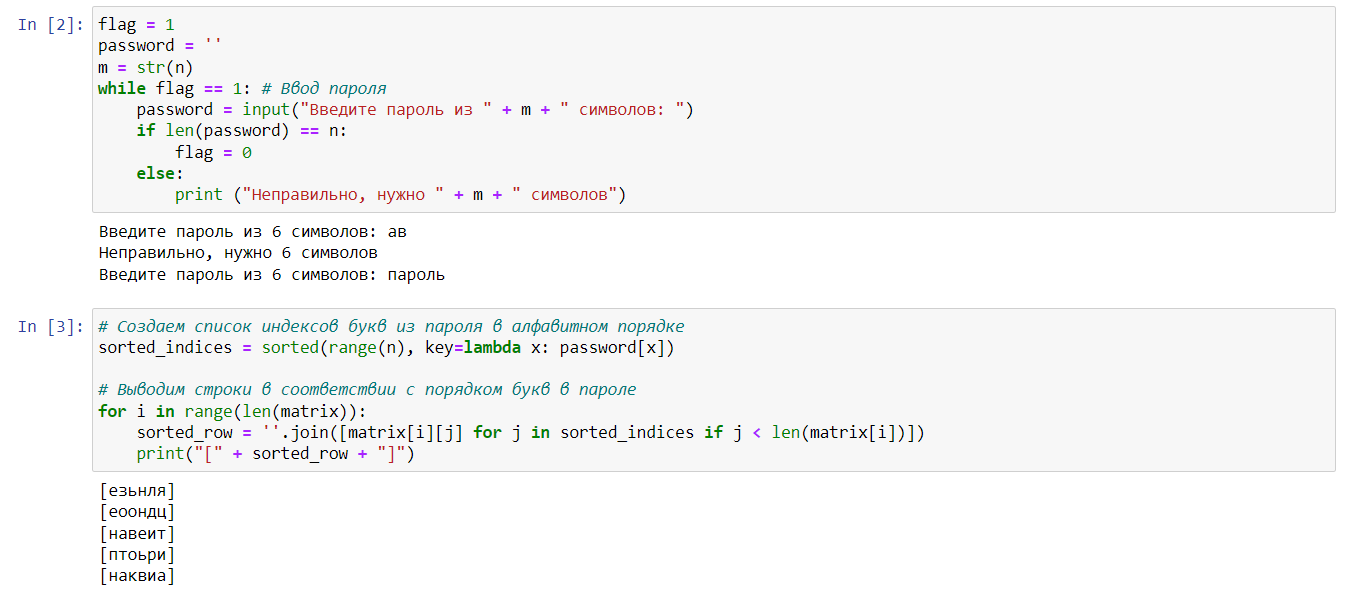 In [2]: flag = 1
password = ''
m = str(n)
while flag == 1: # Ввод пароля
    password = input("Введите пароль из " + m + " символов: ")
    if len(password) == n:
        flag = 0
    else:
        print ("Неправильно, нужно " + m + " символов")
Введите пароль из 6 символов: ав
Неправильно, нужно 6 символов
Введите пароль из 6 символов: пароль
In [3]: # Создаем список индексов букв из пароля в алфавитном порядке
sorted_indices = sorted(range(n), key=lambda x: password[x])
# Выводим строки в соответствии с порядком букв в пароле
for i in range(len(matrix)):
    sorted_row = ''.join([matrix[i][j] for j in sorted_indices if j < len(matrix[i])])
    print("[" + sorted_row + "]")
[езьнля]
[еоондц]
[навеит]
[птоьри]
[наквиа]